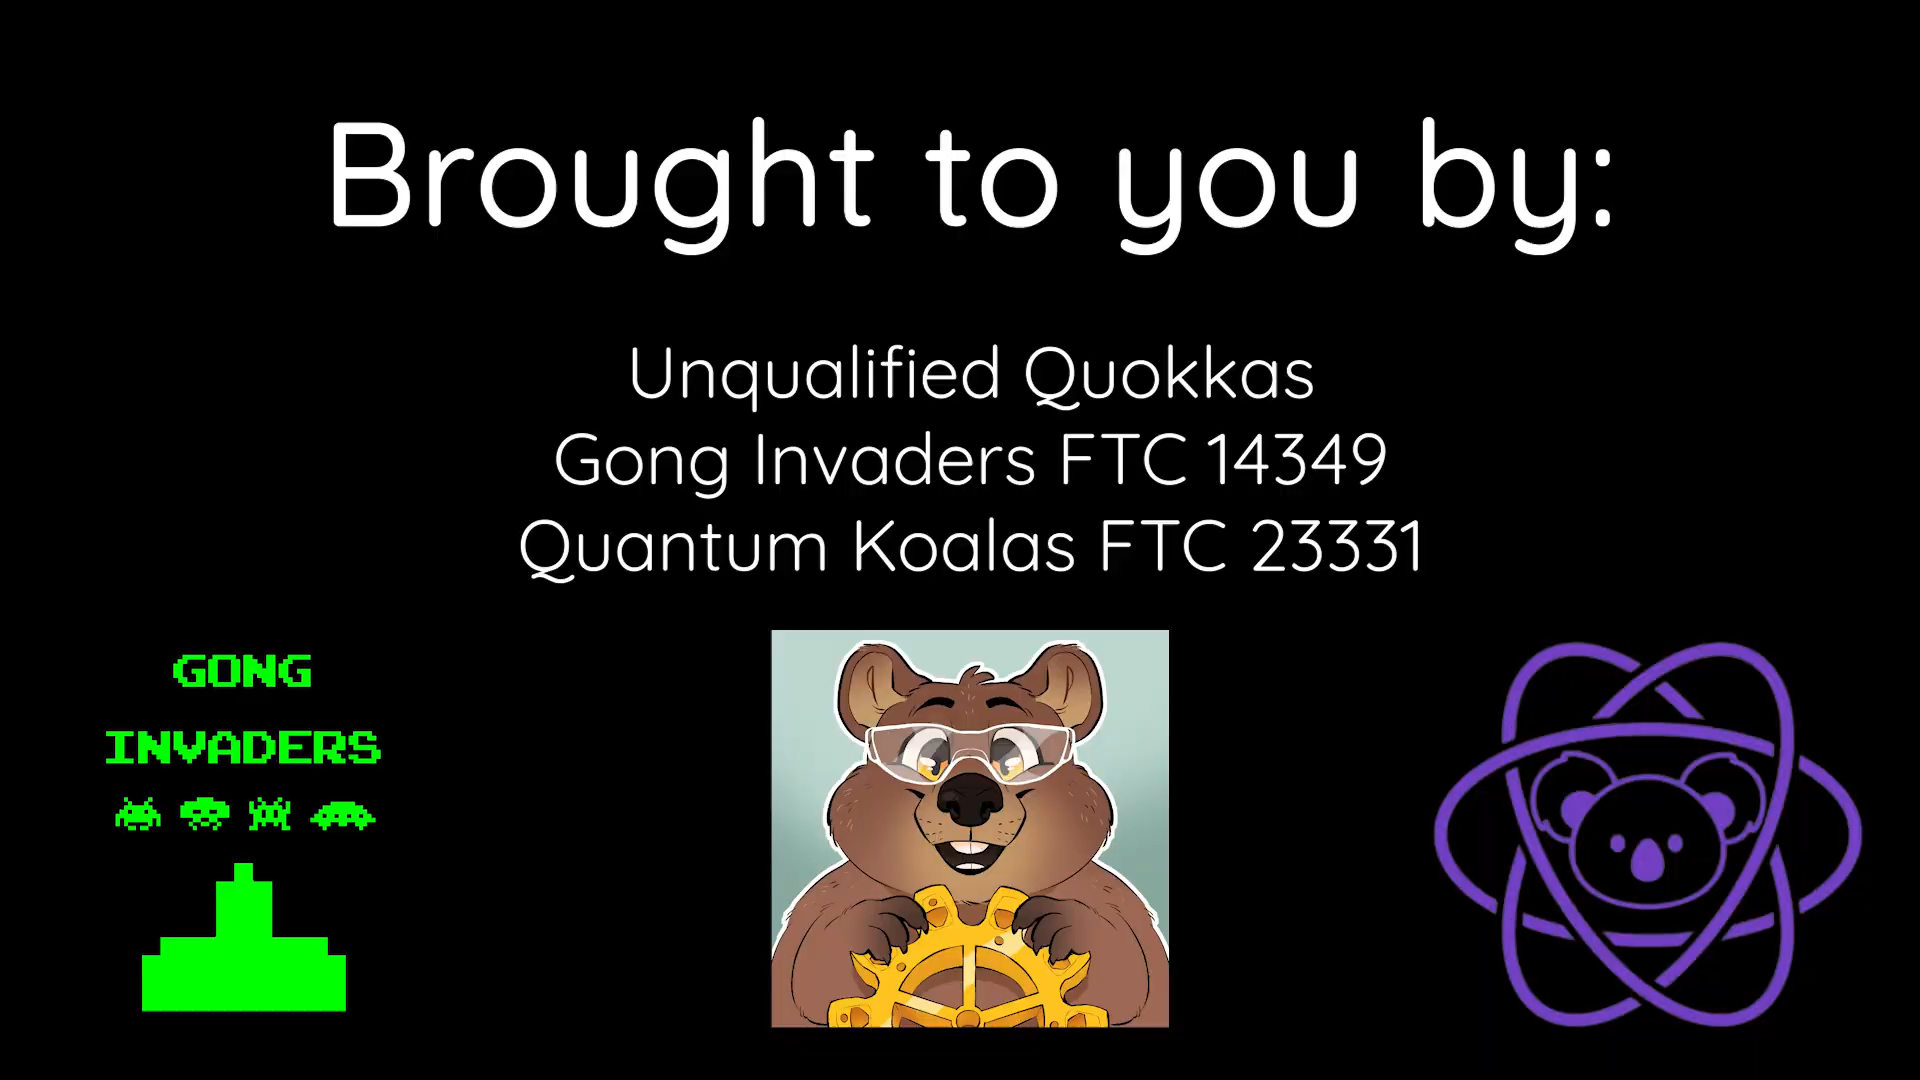 Brought to you by:
Unqualified Quokkas
Gong Invaders FTC 14349
Quantum Koalas FTC 23331
GONG
INVADERS